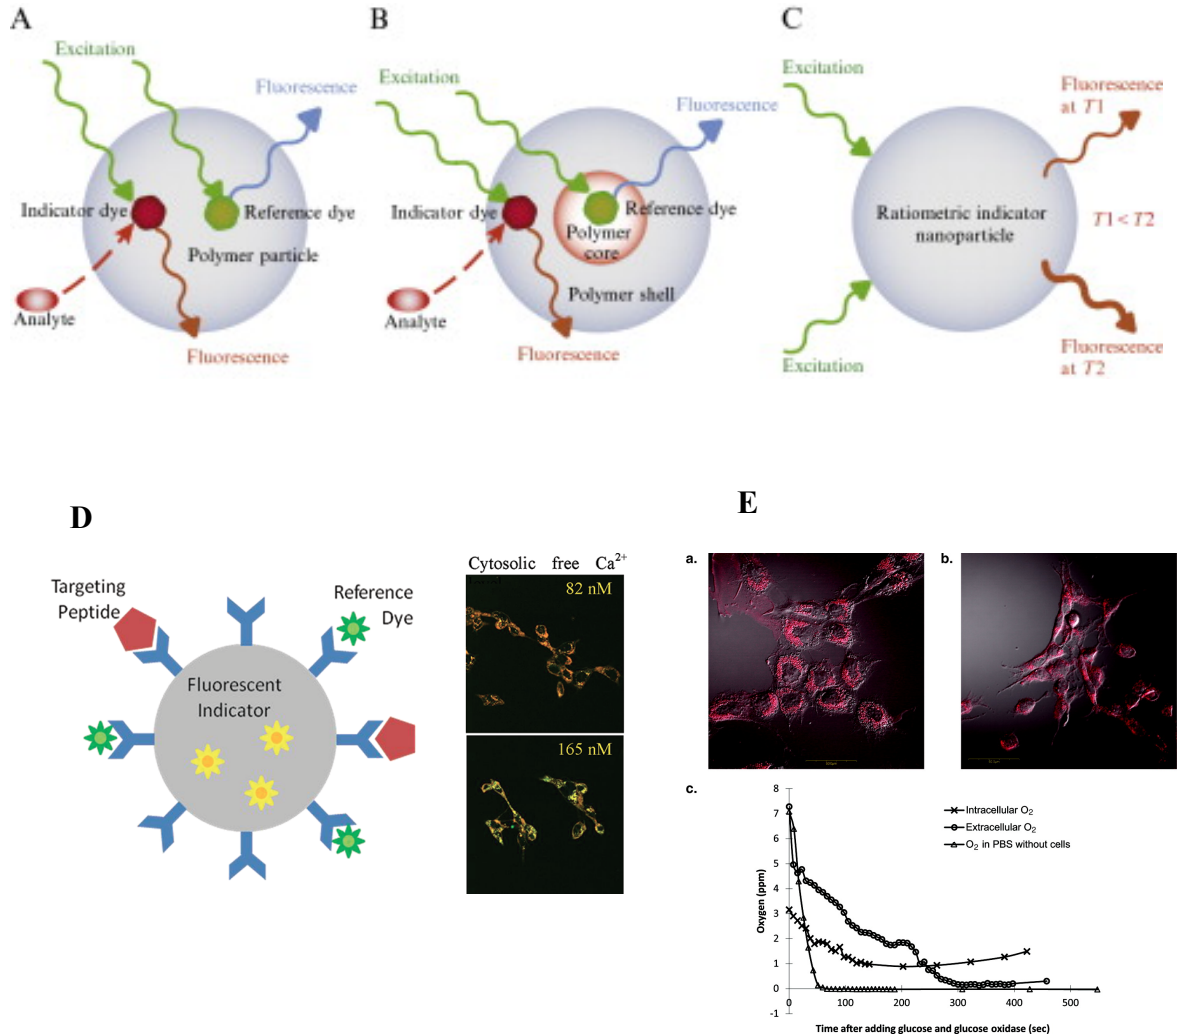 A
Excitation
Fluorescence
Indicator dye
Reference dye
Polymer particle
Analyte
Fluorescence
B
Excitation
Fluorescence
Indicator dye
Reference dye
Polymer
core
Polymer shell
Analyte
Fluorescence
C
Excitation
Fluorescence
at T1
Ratiometric indicator
nanoparticle
T1 < T2
Excitation
Fluorescence
at T2
D
Targeting
Peptide
Reference
Dye
Fluorescent
Indicator
Cytosolic free Ca²⁺
82 nM
165 nM
E
a.
b.
c.
8
7
6
5
4
3
2
1
0
-1
Oxygen (ppm)
Intracellular O₂
Extracellular O₂
O₂ in PBS without cells
0 100 200 300 400 500
Time after adding glucose and glucose oxidase (sec)